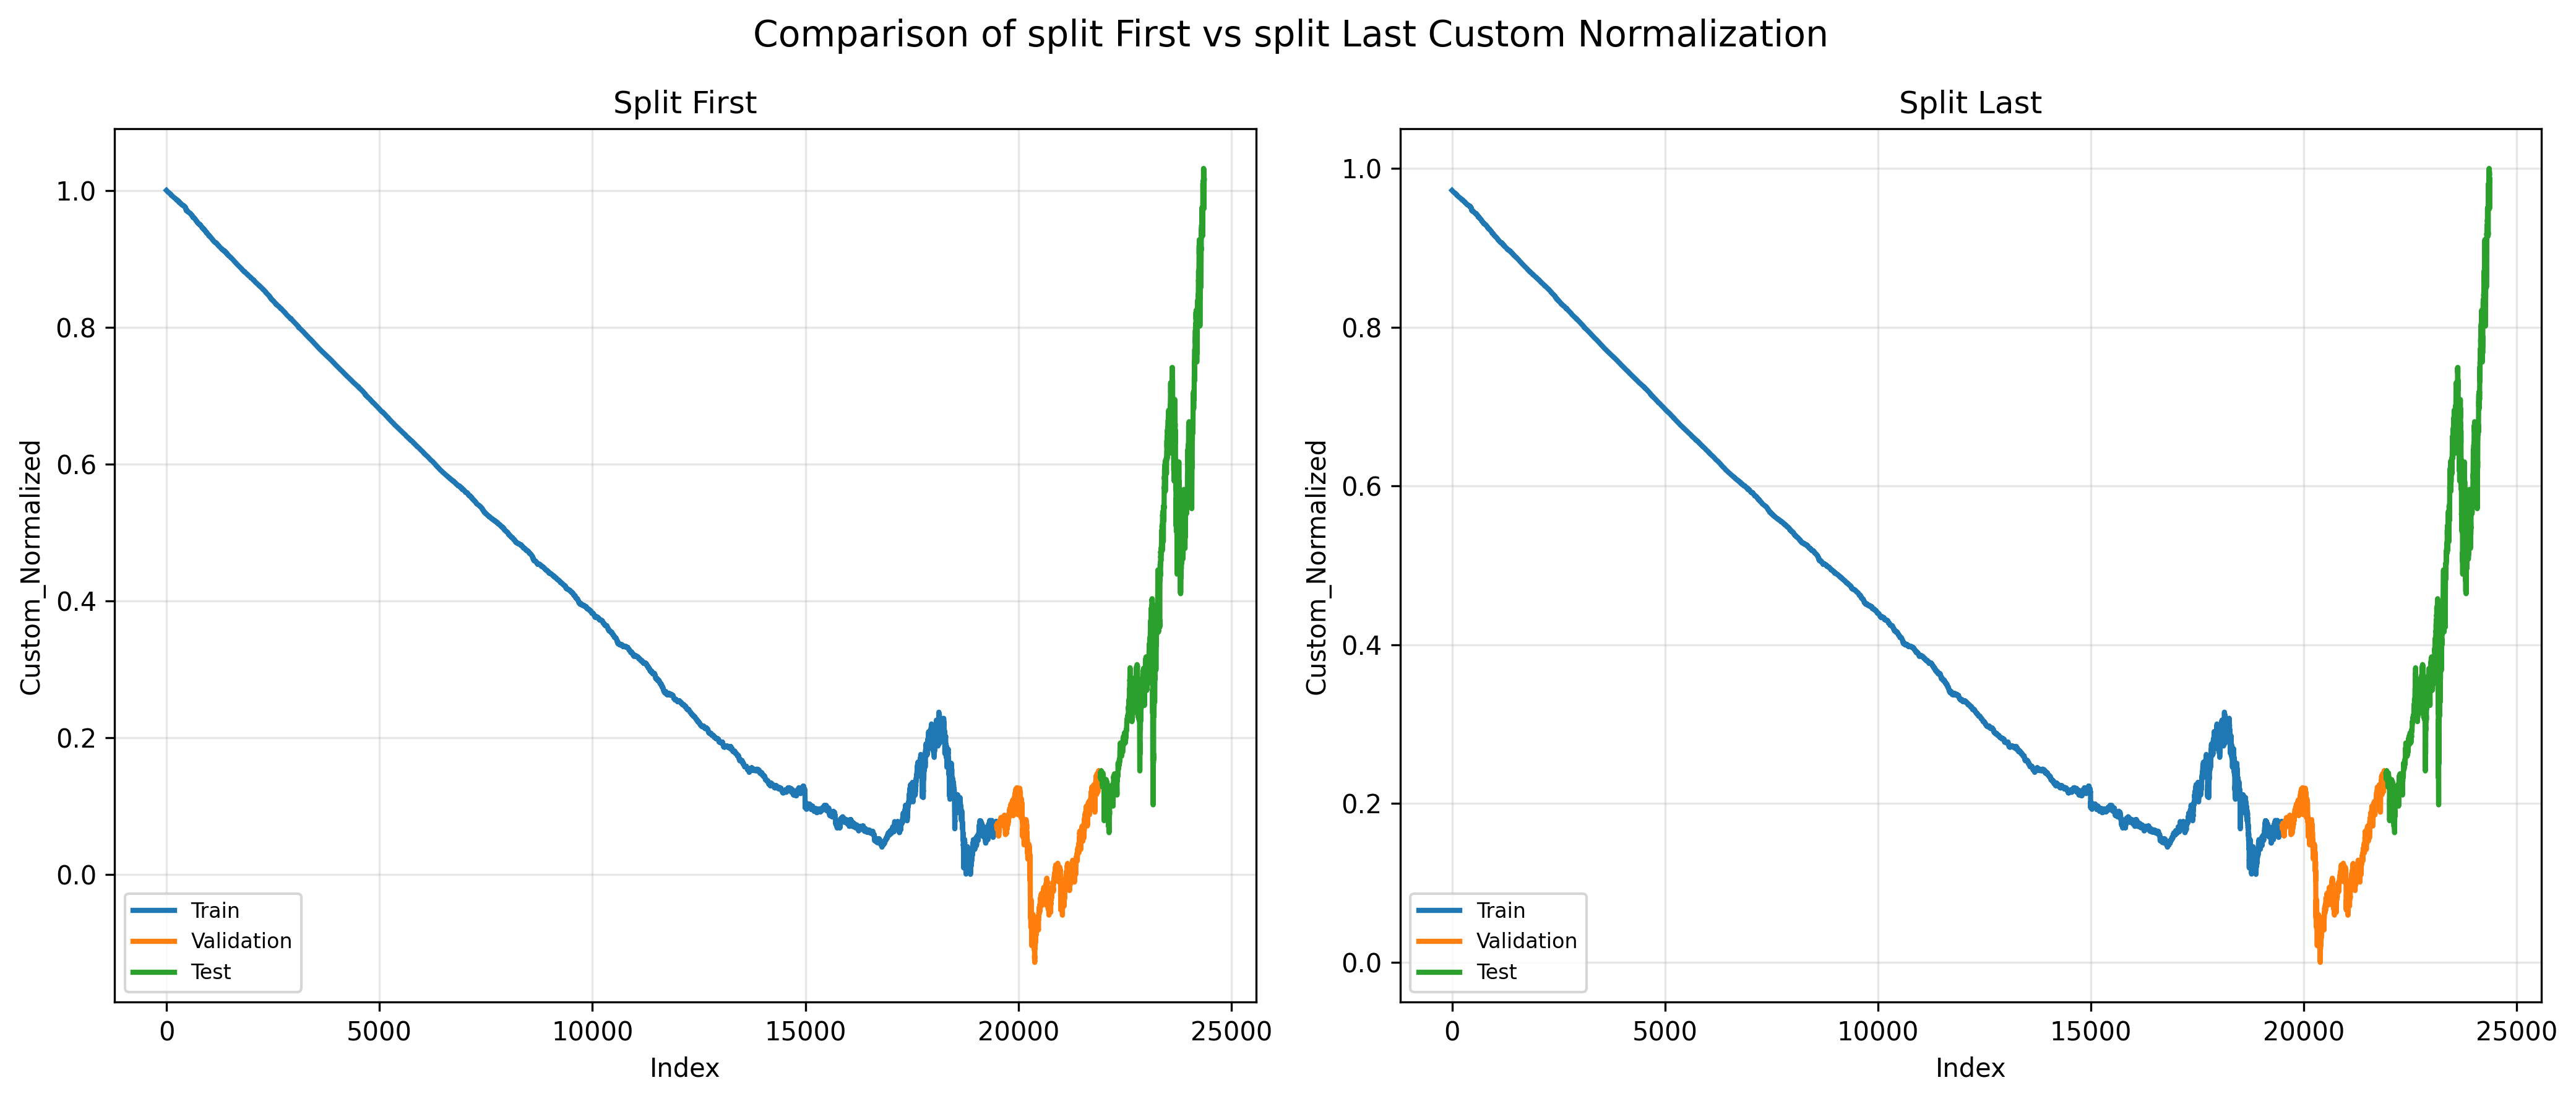 Comparison of split First vs split Last Custom Normalization
Split First
Custom_Normalized
1.0
0.8
0.6
0.4
0.2
0.0
Train
Validation
Test
0 5000 10000 15000 20000 25000
Index
Split Last
Custom_Normalized
1.0
0.8
0.6
0.4
0.2
0.0
Train
Validation
Test
0 5000 10000 15000 20000 25000
Index